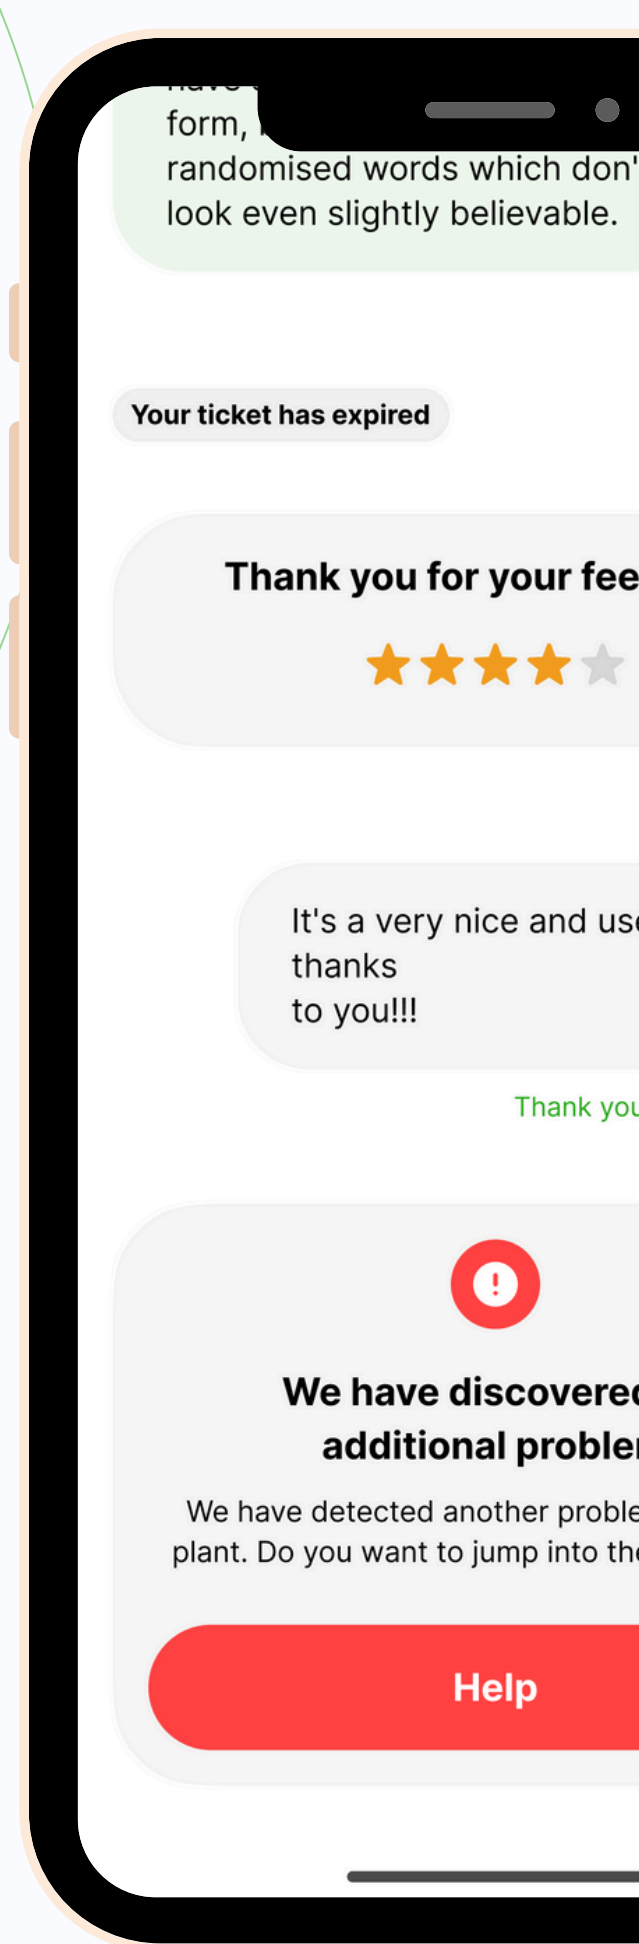 form,
randomised words which don'
look even slightly believable.
Your ticket has expired
Thank you for your fee
It's a very nice and use
thanks
to you!!!
Thank you
We have discovered
additional problem
We have detected another proble
plant. Do you want to jump into the
Help